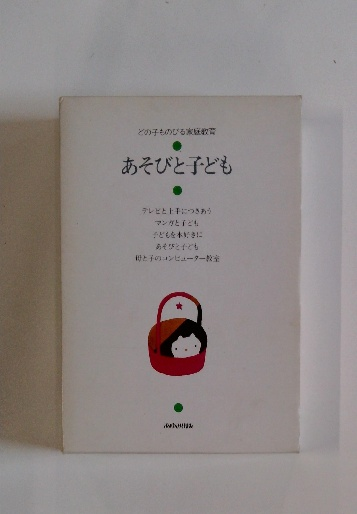 どの子ものびる家庭教育
あそびと子ども
テレビと上手につきあう
マンガと子ども
子どもを本好きに
あそびと子ども
母と子のコンピューター教室